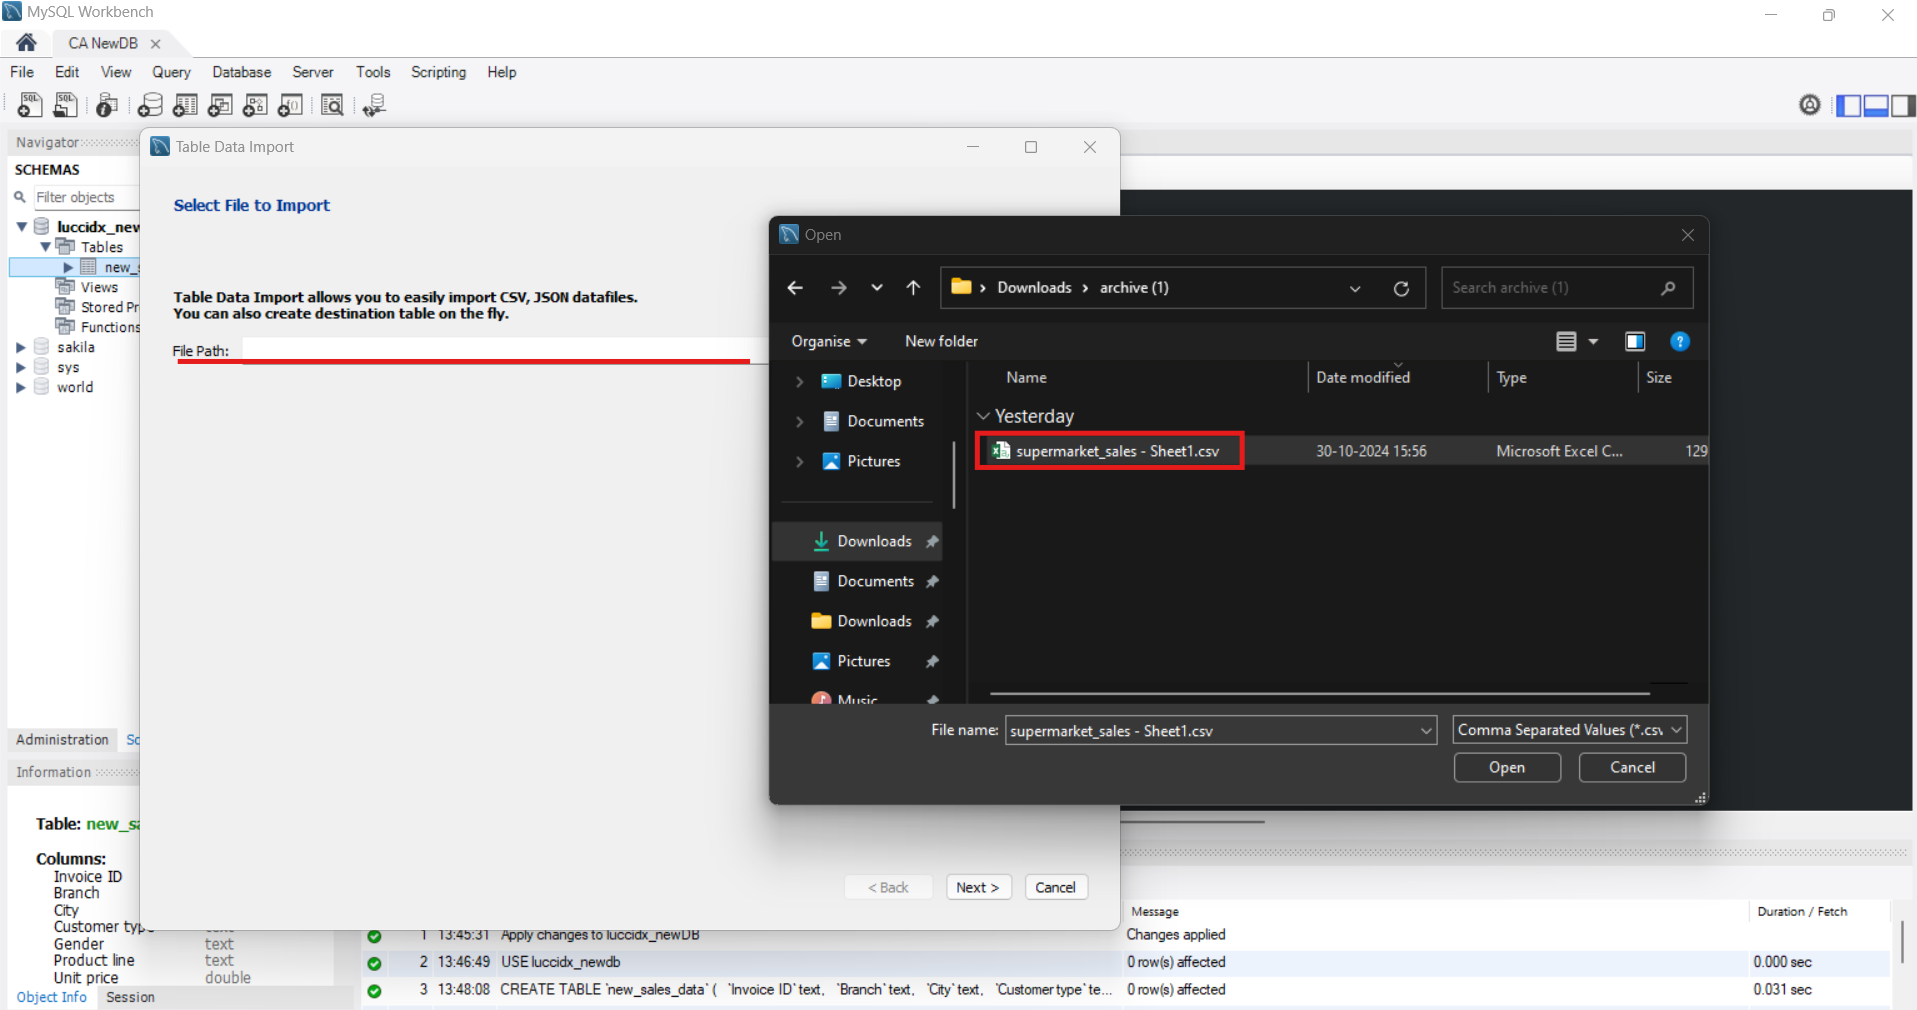 MySQL Workbench
CA NewDB
File Edit View Query Database Server Tools Scripting Help
Navigator
SCHEMAS
Filter objects
luccidx_new
Tables
new_s
Views
Stored Pr
Functions
sakila
sys
world
Administration Sc
Information
Table: new_sa
Columns:
Invoice ID
Branch
City
Customer type
Gender text
Product line text
Unit price double
Object Info Session
Table Data Import
Select File to Import
Table Data Import allows you to easily import CSV, JSON datafiles.
You can also create destination table on the fly.
File Path:
< Back Next > Cancel
Open
Downloads archive (1)
Search archive (1)
Organise New folder
Desktop
Documents
Pictures
Downloads
Documents
Downloads
Pictures
Music
Name Date modified Type Size
Yesterday
supermarket_sales - Sheet1.csv 30-10-2024 15:56 Microsoft Excel C... 129
File name: supermarket_sales - Sheet1.csv Comma Separated Values (*.csv
Open Cancel
Message Duration / Fetch
1 13:45:31 Apply changes to luccidx_newDB Changes applied
2 13:46:49 USE luccidx_newdb 0 row(s) affected 0.000 sec
3 13:48:08 CREATE TABLE `new_sales_data` ( `Invoice ID` text, `Branch` text, `City` text, `Customer type` te... 0 row(s) affected 0.031 sec